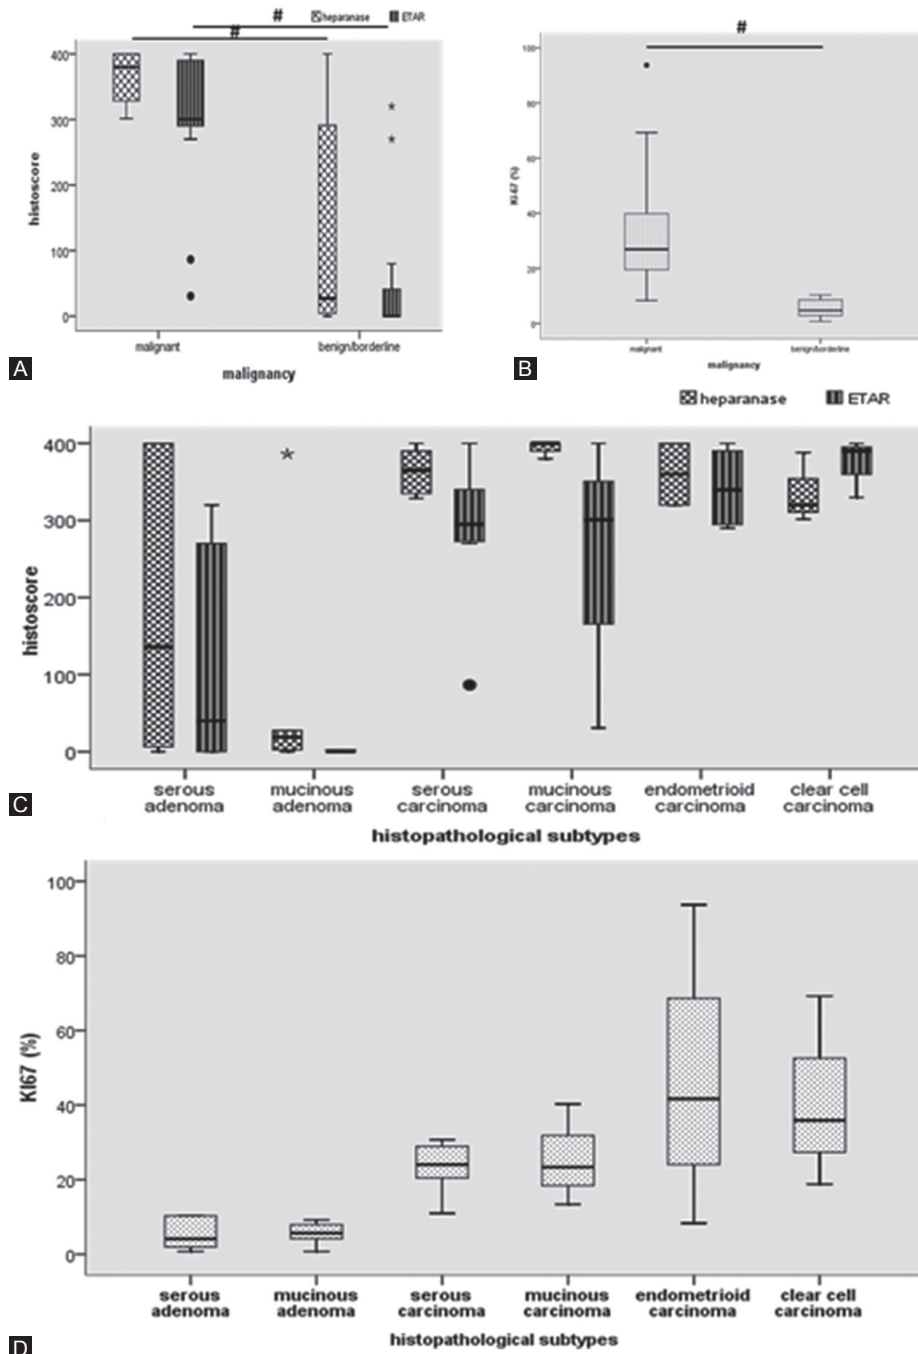 # heparanase ETAR
#
400
300
200
100
0
histoscore
malignant benign/borderline
malignancy
A
#
100
80
60
40
20
0
Ki-67 (%)
malignant benign/borderline
malignancy
B
heparanase ETAR
400
300
200
100
0
histoscore
serous adenoma mucinous adenoma serous carcinoma mucinous carcinoma endometrioid carcinoma clear cell carcinoma
histopathological subtypes
C
100
80
60
40
20
0
KI67 (%)
serous adenoma mucinous adenoma serous carcinoma mucinous carcinoma endometrioid carcinoma clear cell carcinoma
histopathological subtypes
D